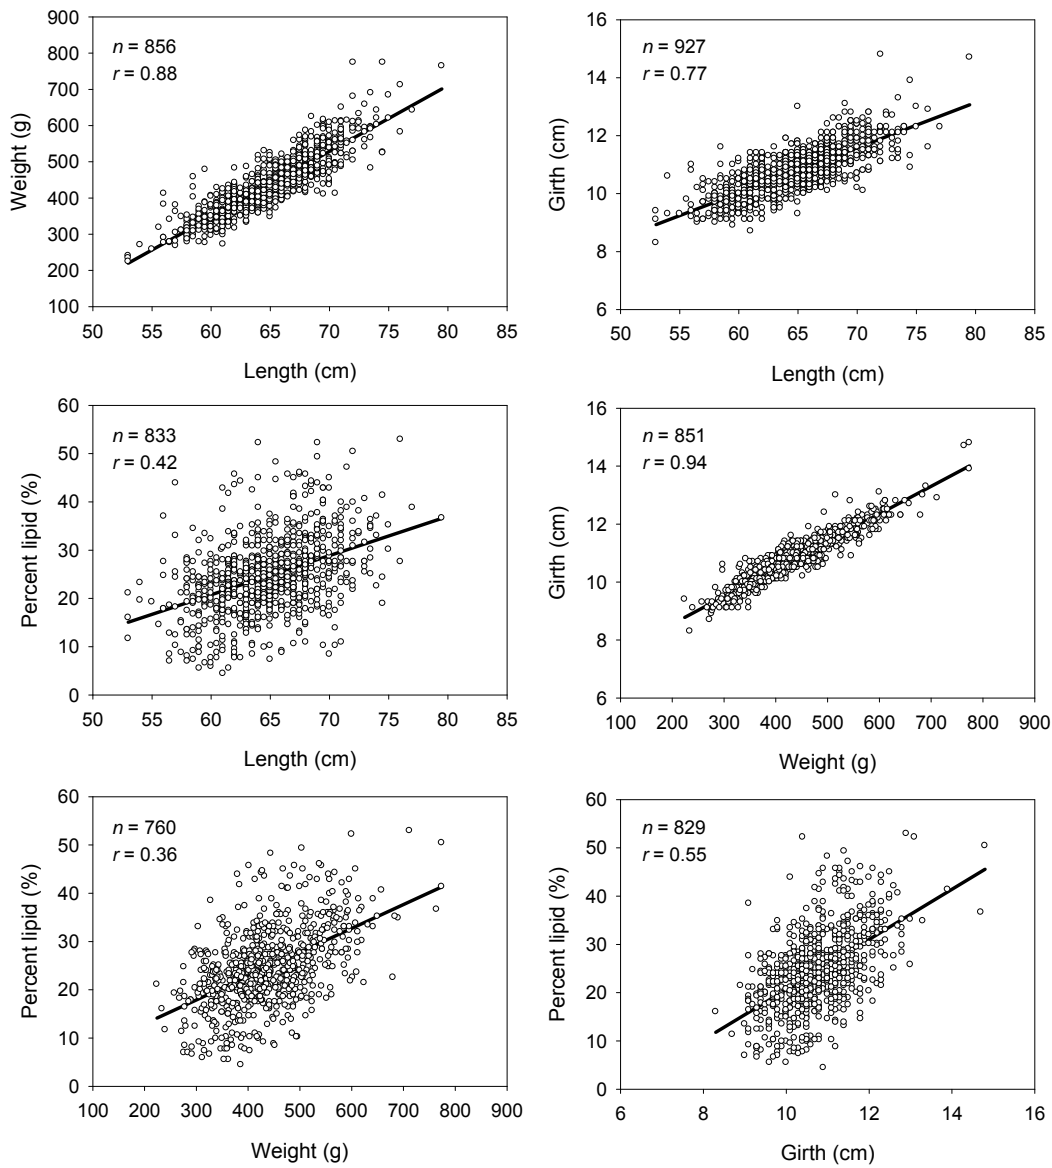 900
800
700
600
500
400
300
200
100
Weight (g)
n = 856
r = 0.88
50 55 60 65 70 75 80 85
Length (cm)
16
14
12
10
8
6
Girth (cm)
n = 927
r = 0.77
50 55 60 65 70 75 80 85
Length (cm)
60
50
40
30
20
10
0
Percent lipid (%)
n = 833
r = 0.42
50 55 60 65 70 75 80 85
Length (cm)
16
14
12
10
8
6
Girth (cm)
n = 851
r = 0.94
100 200 300 400 500 600 700 800 900
Weight (g)
60
50
40
30
20
10
0
Percent lipid (%)
n = 760
r = 0.36
100 200 300 400 500 600 700 800 900
Weight (g)
60
50
40
30
20
10
0
Percent lipid (%)
n = 829
r = 0.55
6 8 10 12 14 16
Girth (cm)